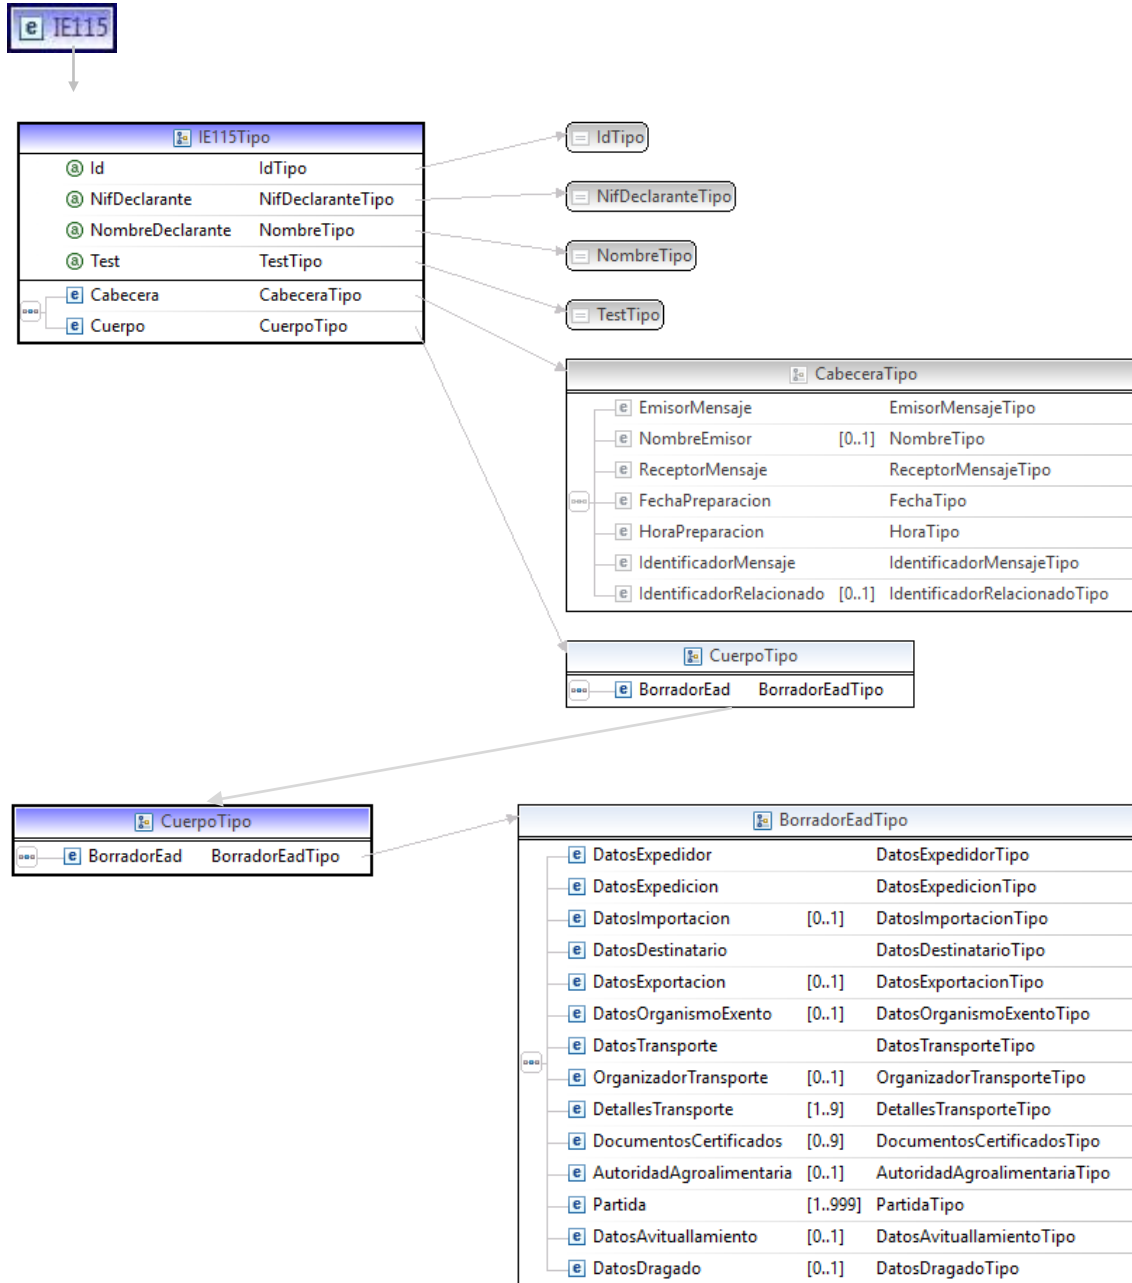 e IE115
IE115Tipo
a Id IdTipo
a NifDeclarante NifDeclaranteTipo
a NombreDeclarante NombreTipo
a Test TestTipo
e Cabecera CabeceraTipo
e Cuerpo CuerpoTipo
IdTipo
NifDeclaranteTipo
NombreTipo
TestTipo
CabeceraTipo
e EmisorMensaje EmisorMensajeTipo
e NombreEmisor [0..1] NombreTipo
e ReceptorMensaje ReceptorMensajeTipo
e FechaPreparacion FechaTipo
e HoraPreparacion HoraTipo
e IdentificadorMensaje IdentificadorMensajeTipo
e IdentificadorRelacionado [0..1] IdentificadorRelacionadoTipo
CuerpoTipo
e BorradorEad BorradorEadTipo
CuerpoTipo
e BorradorEad BorradorEadTipo
BorradorEadTipo
e DatosExpedidor DatosExpedidorTipo
e DatosExpedicion DatosExpedicionTipo
e DatosImportacion [0..1] DatosImportacionTipo
e DatosDestinatario DatosDestinatarioTipo
e DatosExportacion [0..1] DatosExportacionTipo
e DatosOrganismoExento [0..1] DatosOrganismoExentoTipo
e DatosTransporte DatosTransporteTipo
e OrganizadorTransporte [0..1] OrganizadorTransporteTipo
e DetallesTransporte [1..9] DetallesTransporteTipo
e DocumentosCertificados [0..9] DocumentosCertificadosTipo
e AutoridadAgroalimentaria [0..1] AutoridadAgroalimentariaTipo
e Partida [1..999] PartidaTipo
e DatosAvituallamiento [0..1] DatosAvituallamientoTipo
e DatosDragado [0..1] DatosDragadoTipo